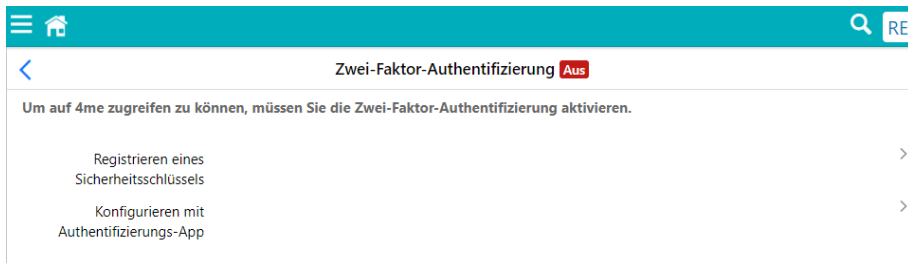 RE
Zwei-Faktor-Authentifizierung Aus
Um auf 4me zugreifen zu können, müssen Sie die Zwei-Faktor-Authentifizierung aktivieren.
Registrieren eines
Sicherheitsschlüssels
Konfigurieren mit
Authentifizierungs-App